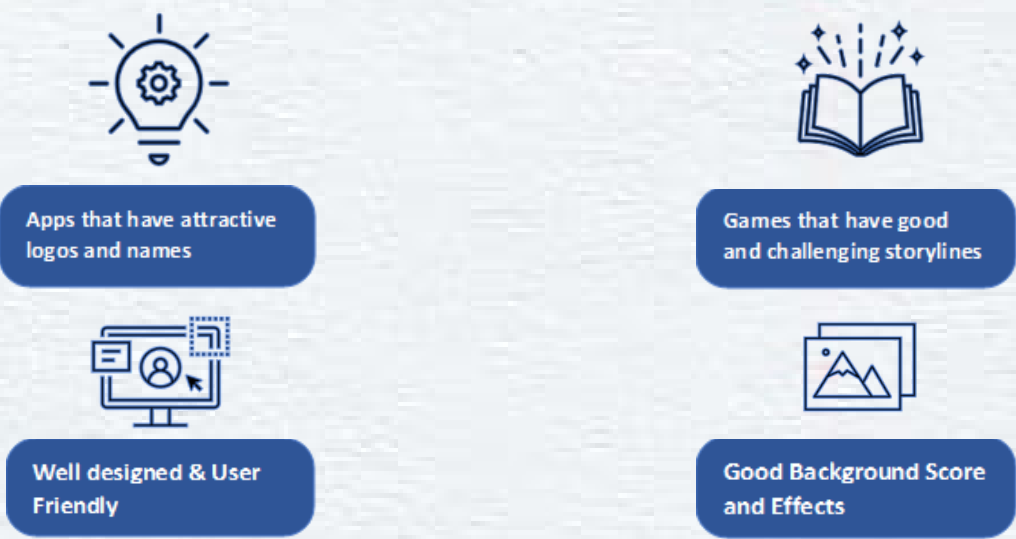 Apps that have attractive
logos and names
Games that have good
and challenging storylines
Well designed & User
Friendly
Good Background Score
and Effects